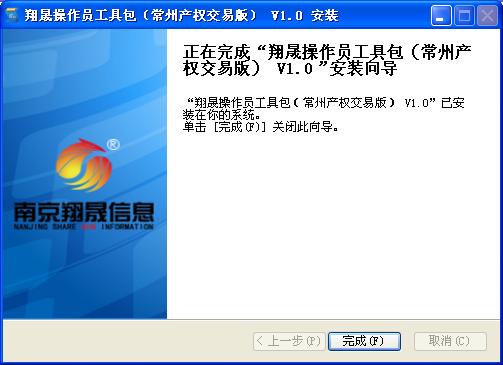 翔晟操作员工具包（常州产权交易版） V1.0 安装
正在完成“翔晟操作员工具包（常州产
权交易版） V1.0 ”安装向导
“翔晟操作员工具包（常州产权交易版） V1.0”已安
装在你的系统。
单击 [完成(F)] 关闭此向导。
®
南京翔晟信息
NANJING SHARE SUN INFORMATION
< 上一步(P)
完成(F)
取消(C)